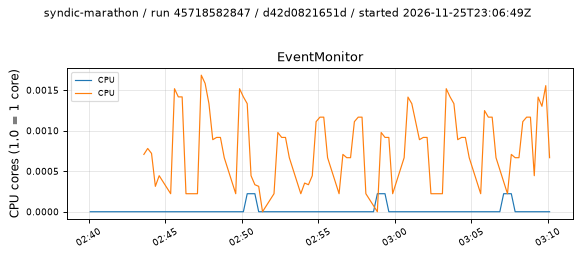 syndic-marathon / run 45718582847 / d42d0821651d / started 2026-11-25T23:06:49Z
EventMonitor
CPU cores (1.0 = 1 core)
0.0015
0.0010
0.0005
0.0000
CPU
CPU
02:40
02:45
02:50
02:55
03:00
03:05
03:10